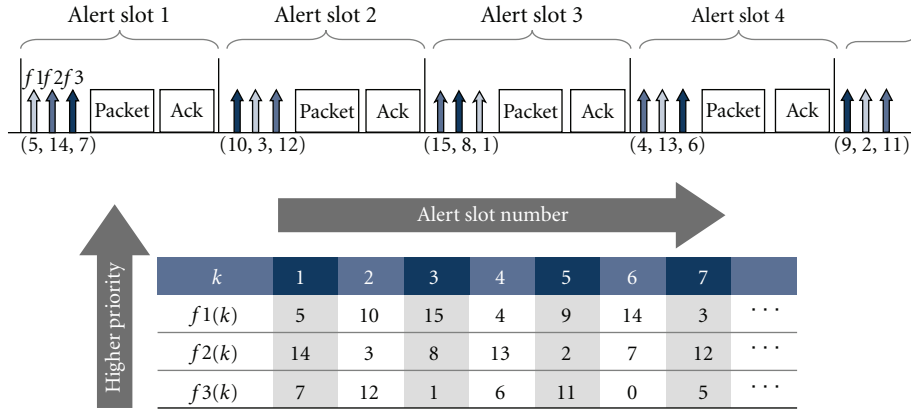 Alert slot 1 Alert slot 2 Alert slot 3 Alert slot 4
f1 f2 f3
Packet Ack Packet Ack Packet Ack Packet Ack
(5, 14, 7) (10, 3, 12) (15, 8, 1) (4, 13, 6) (9, 2, 11)
Alert slot number
Higher priority
k 1 2 3 4 5 6 7
f1(k) 5 10 15 4 9 14 3 · · ·
f2(k) 14 3 8 13 2 7 12 · · ·
f3(k) 7 12 1 6 11 0 5 · · ·